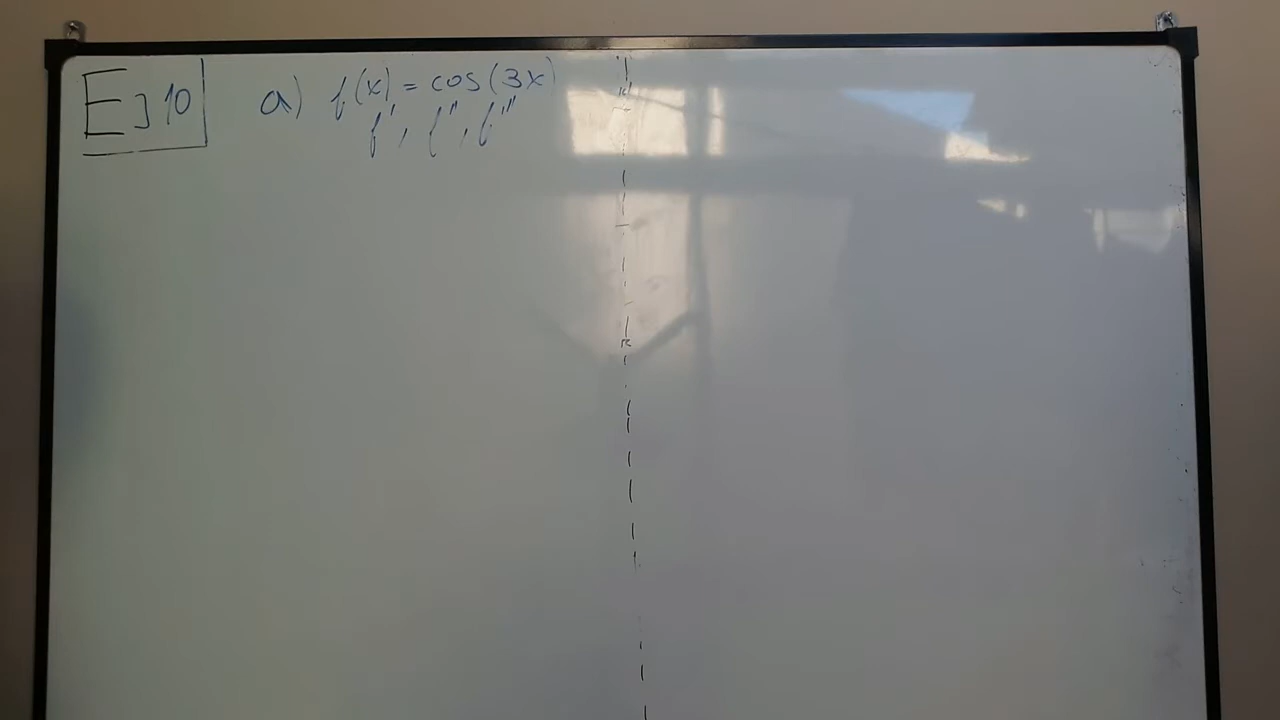 Ej 10 a) f(x) = cos(3x)
f', f'', f'''